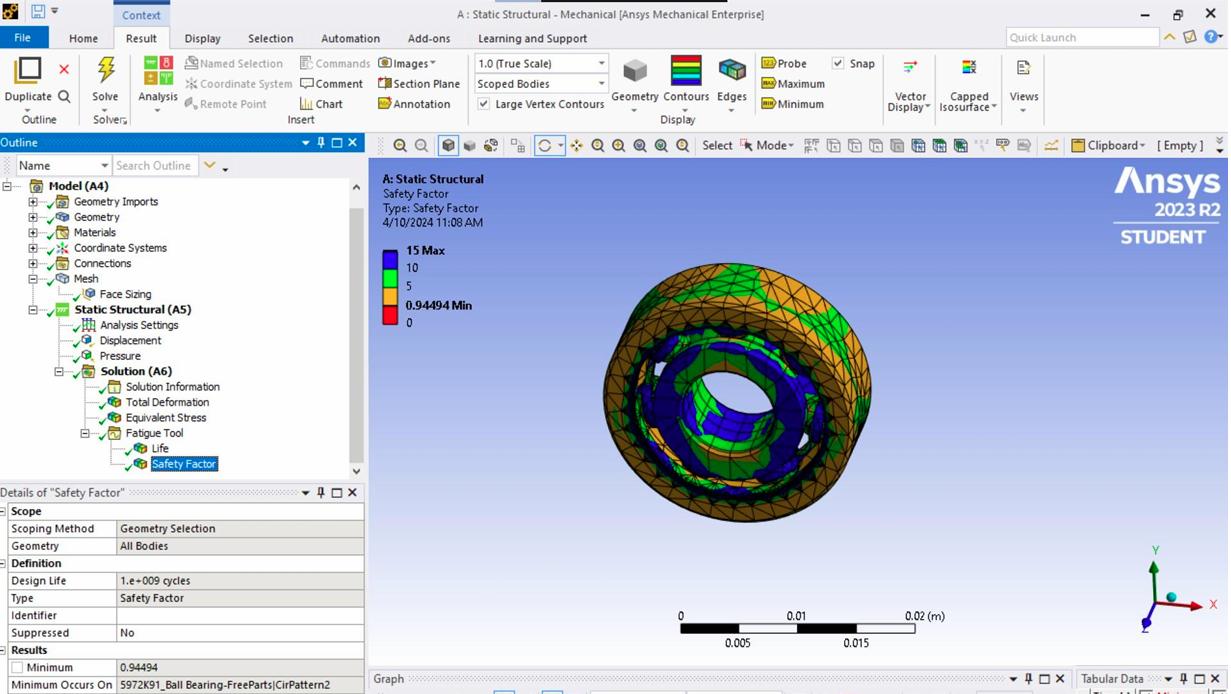 Context
A : Static Structural - Mechanical [Ansys Mechanical Enterprise]
File Home Result Display Selection Automation Add-ons Learning and Support Quick Launch
Duplicate
Outline
Solve
Solver
Analysis
Named Selection
Coordinate System
Remote Point
Commands
Comment
Chart
Images
Section Plane
Annotation
Insert
1.0 (True Scale)
Scoped Bodies
Large Vertex Contours
Geometry
Contours
Edges
Display
Probe
Maximum
Minimum
Snap
Vector
Display
Capped
Isosurface
Views
Outline
Name Search Outline
Select Mode Clipboard [ Empty ]
Model (A4)
Geometry Imports
Geometry
Materials
Coordinate Systems
Connections
Mesh
Face Sizing
Static Structural (A5)
Analysis Settings
Displacement
Pressure
Solution (A6)
Solution Information
Total Deformation
Equivalent Stress
Fatigue Tool
Life
Safety Factor
Details of "Safety Factor"
Scope
Scoping Method Geometry Selection
Geometry All Bodies
Definition
Design Life 1.e+009 cycles
Type Safety Factor
Identifier
Suppressed No
Results
Minimum 0.94494
Minimum Occurs On 5972K91_Ball Bearing-FreeParts|CirPattern2
A: Static Structural
Safety Factor
Type: Safety Factor
4/10/2024 11:08 AM
15 Max
10
5
0.94494 Min
0
Ansys
2023 R2
STUDENT
0 0.01 0.02 (m)
0.005 0.015
Y
X
Z
Graph
Tabular Data